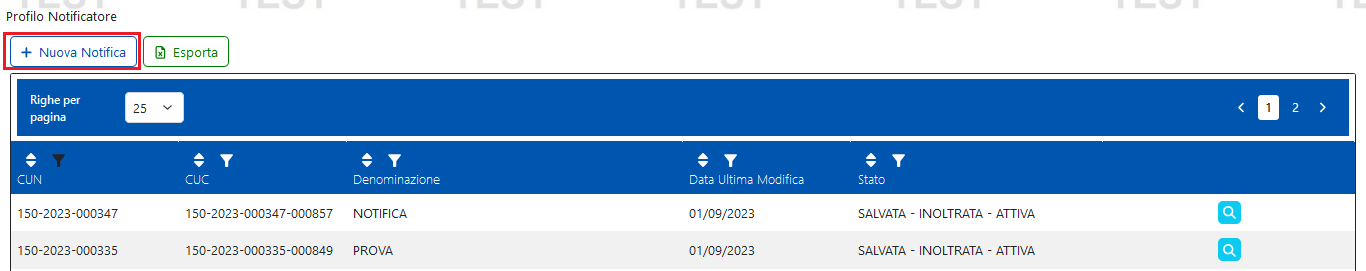 TEST TEST TEST TEST TEST TEST
Profilo Notificatore
Nuova Notifica Esporta
Righe per pagina 25 1 2
CUN CUC Denominazione Data Ultima Modifica Stato
150-2023-000347 150-2023-000347-000857 NOTIFICA 01/09/2023 SALVATA - INOLTRATA - ATTIVA
150-2023-000335 150-2023-000335-000849 PROVA 01/09/2023 SALVATA - INOLTRATA - ATTIVA